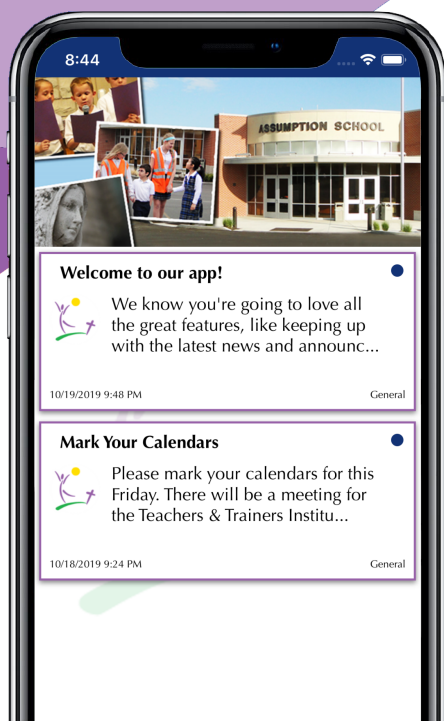 8:44
ASSUMPTION SCHOOL
Welcome to our app!
We know you're going to love all
the great features, like keeping up
with the latest news and announc...
10/19/2019 9:48 PM
General
Mark Your Calendars
Please mark your calendars for this
Friday. There will be a meeting for
the Teachers & Trainers Institu...
10/18/2019 9:24 PM
General